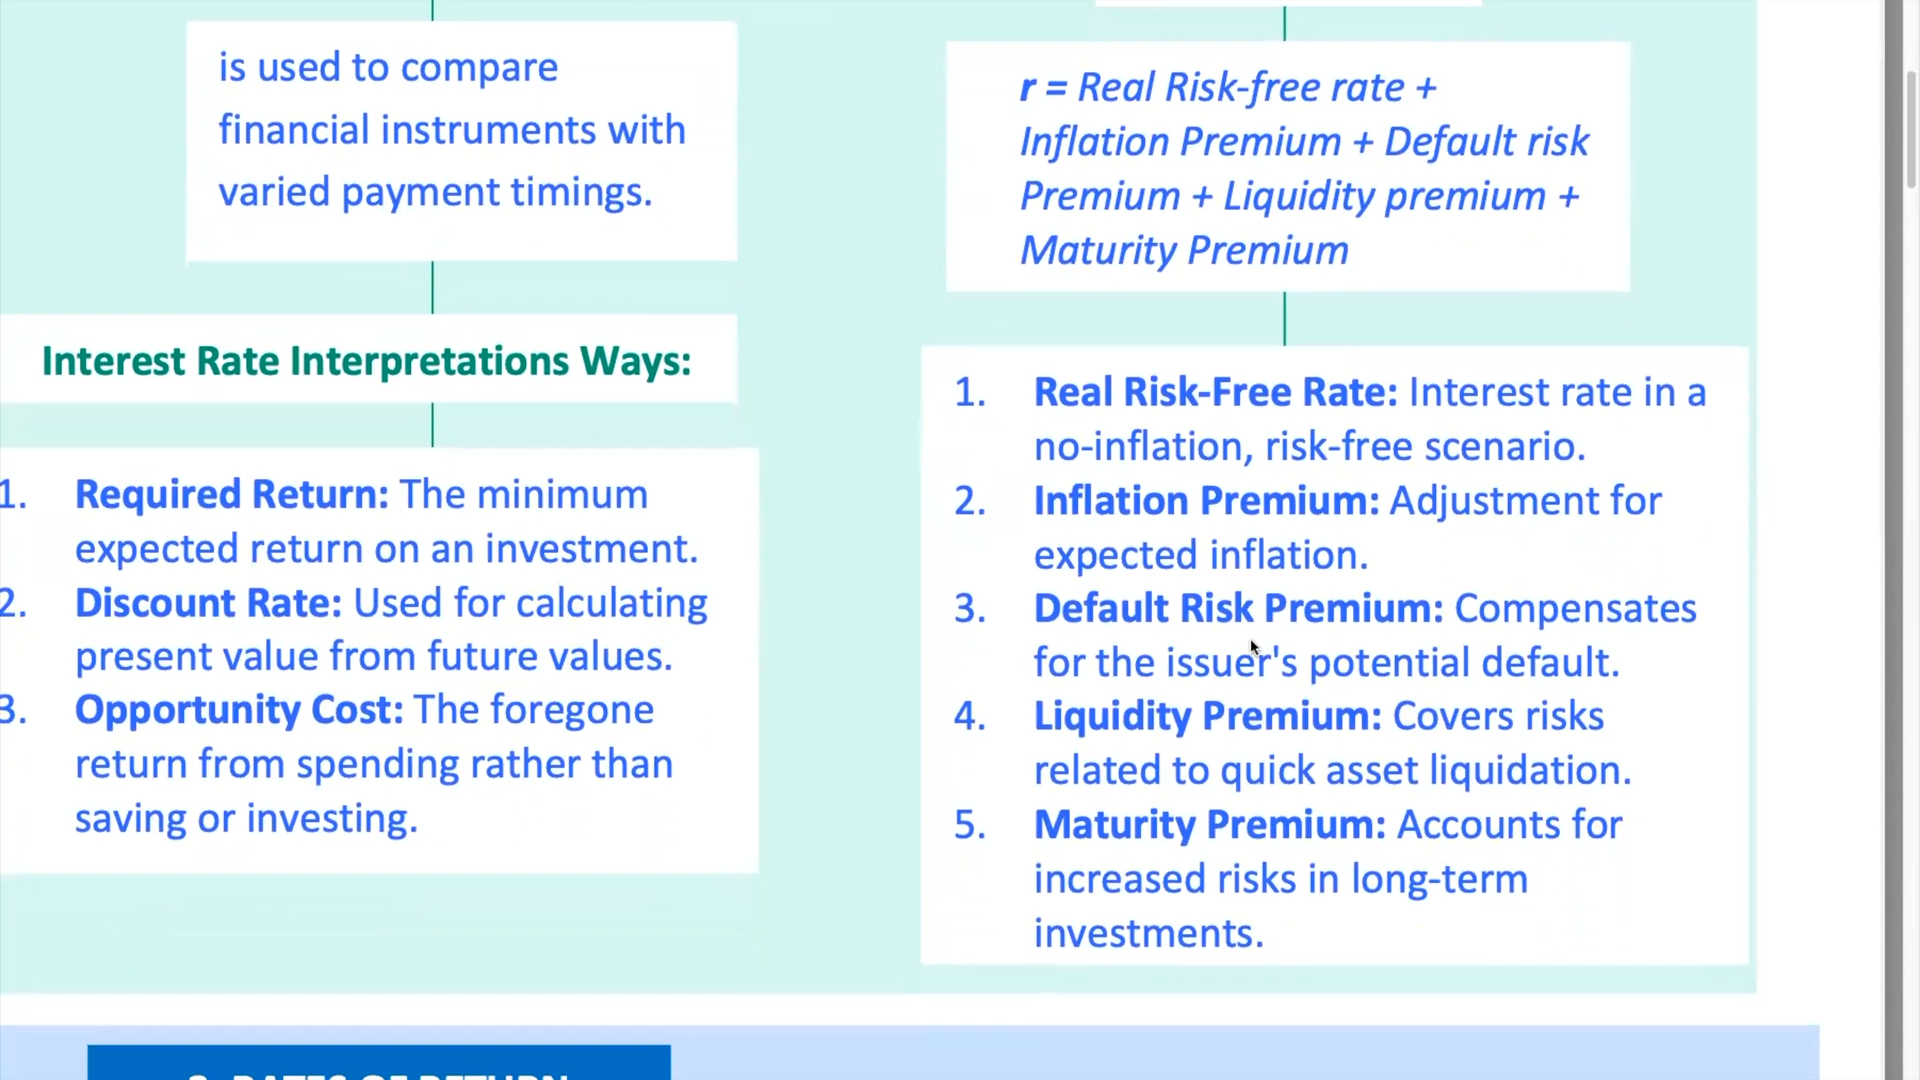 is used to compare
financial instruments with
varied payment timings.
Interest Rate Interpretations Ways:
1. Required Return: The minimum
expected return on an investment.
2. Discount Rate: Used for calculating
present value from future values.
3. Opportunity Cost: The foregone
return from spending rather than
saving or investing.
r = Real Risk-free rate +
Inflation Premium + Default risk
Premium + Liquidity premium +
Maturity Premium
1. Real Risk-Free Rate: Interest rate in a
no-inflation, risk-free scenario.
2. Inflation Premium: Adjustment for
expected inflation.
3. Default Risk Premium: Compensates
for the issuer's potential default.
4. Liquidity Premium: Covers risks
related to quick asset liquidation.
5. Maturity Premium: Accounts for
increased risks in long-term
investments.
RATES OF RETURN